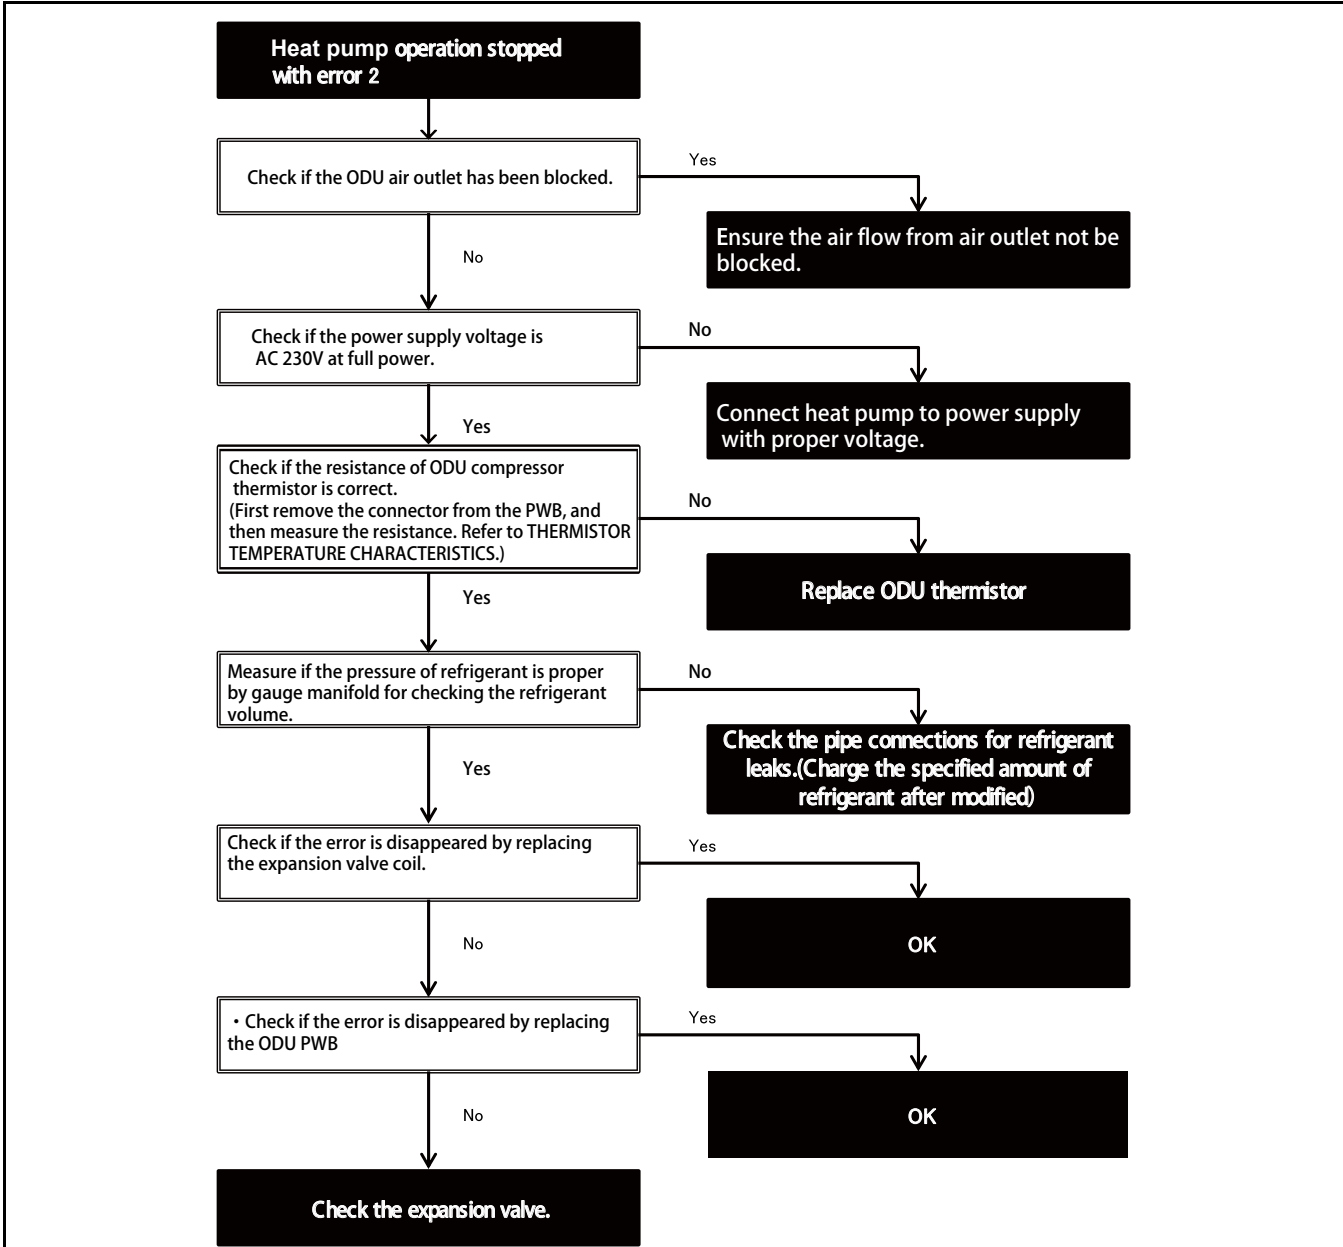 Heat pump operation stopped
with error 2
Check if the ODU air outlet has been blocked.
Yes
Ensure the air flow from air outlet not be
blocked.
No
Check if the power supply voltage is
AC 230V at full power.
No
Connect heat pump to power supply
with proper voltage.
Yes
Check if the resistance of ODU compressor
thermistor is correct.
(First remove the connector from the PWB, and
then measure the resistance. Refer to THERMISTOR
TEMPERATURE CHARACTERISTICS.)
No
Replace ODU thermistor
Yes
Measure if the pressure of refrigerant is proper
by gauge manifold for checking the refrigerant
volume.
No
Check the pipe connections for refrigerant
leaks.(Charge the specified amount of
refrigerant after modified)
Yes
Check if the error is disappeared by replacing
the expansion valve coil.
Yes
OK
No
・Check if the error is disappeared by replacing
the ODU PWB
Yes
OK
No
Check the expansion valve.